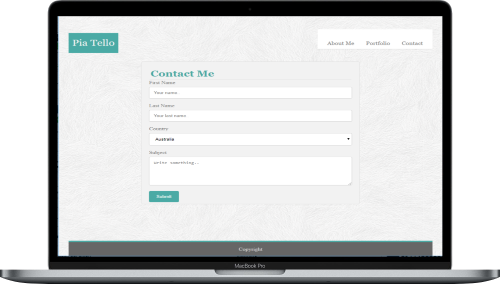 Pia Tello
About Me Portfolio Contact
Contact Me
First Name
Your name
Last Name
Your last name
Country
Australia
Subject
Write something..
Submit
Copyright
MacBook Pro